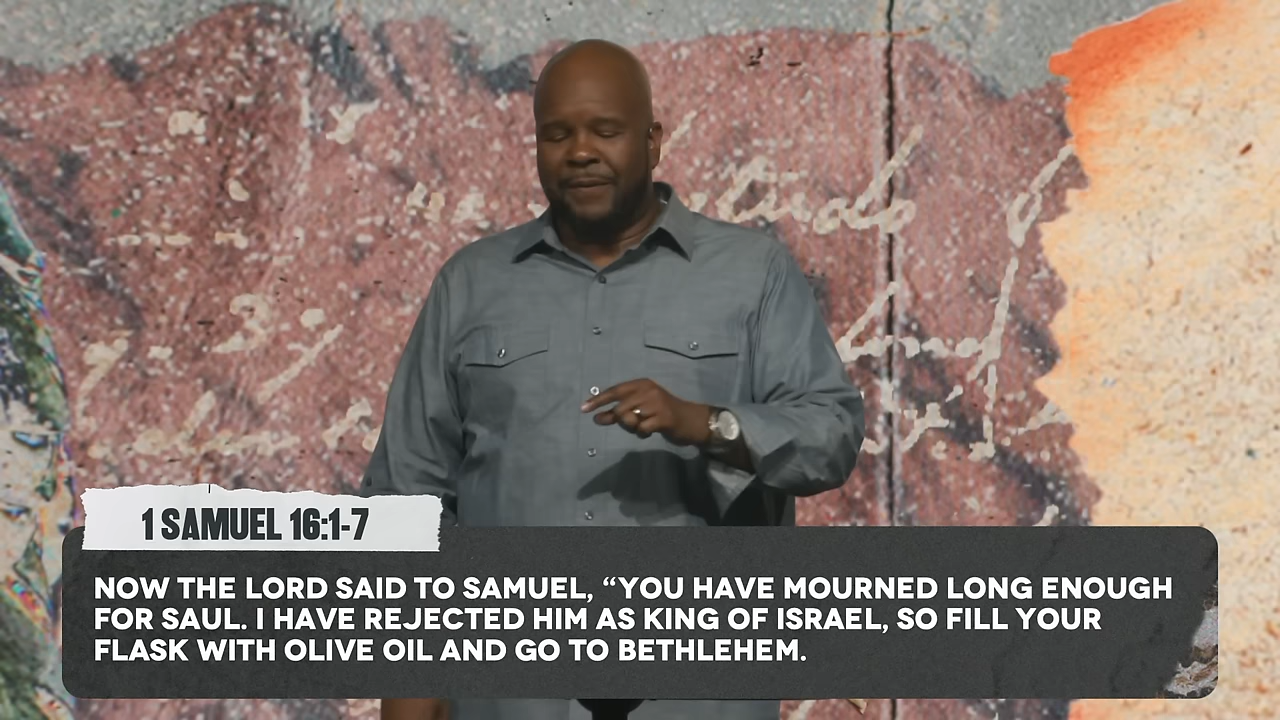 1 SAMUEL 16:1-7
NOW THE LORD SAID TO SAMUEL, “YOU HAVE MOURNED LONG ENOUGH
FOR SAUL. I HAVE REJECTED HIM AS KING OF ISRAEL, SO FILL YOUR
FLASK WITH OLIVE OIL AND GO TO BETHLEHEM.